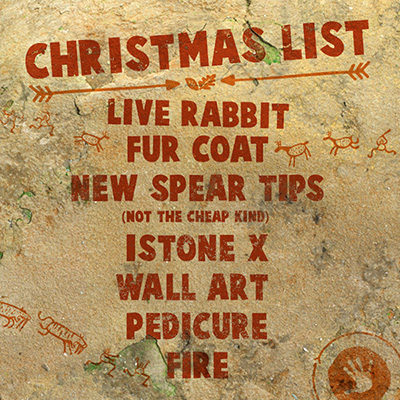 CHRISTMAS LIST
LIVE RABBIT
FUR COAT
NEW SPEAR TIPS
(NOT THE CHEAP KIND)
ISTONE X
WALL ART
PEDICURE
FIRE